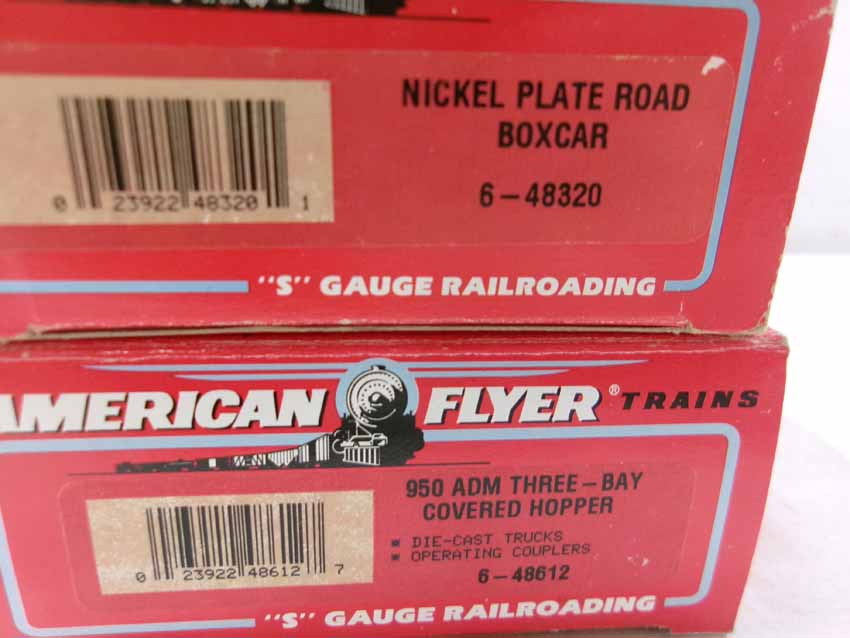 NICKEL PLATE ROAD
BOXCAR
6-48320
0 23922 48320 1
"S" GAUGE RAILROADING
AMERICAN FLYER® TRAINS
950 ADM THREE-BAY
COVERED HOPPER
DIE-CAST TRUCKS
OPERATING COUPLERS
6-48612
0 23922 48612 7
"S" GAUGE RAILROADING